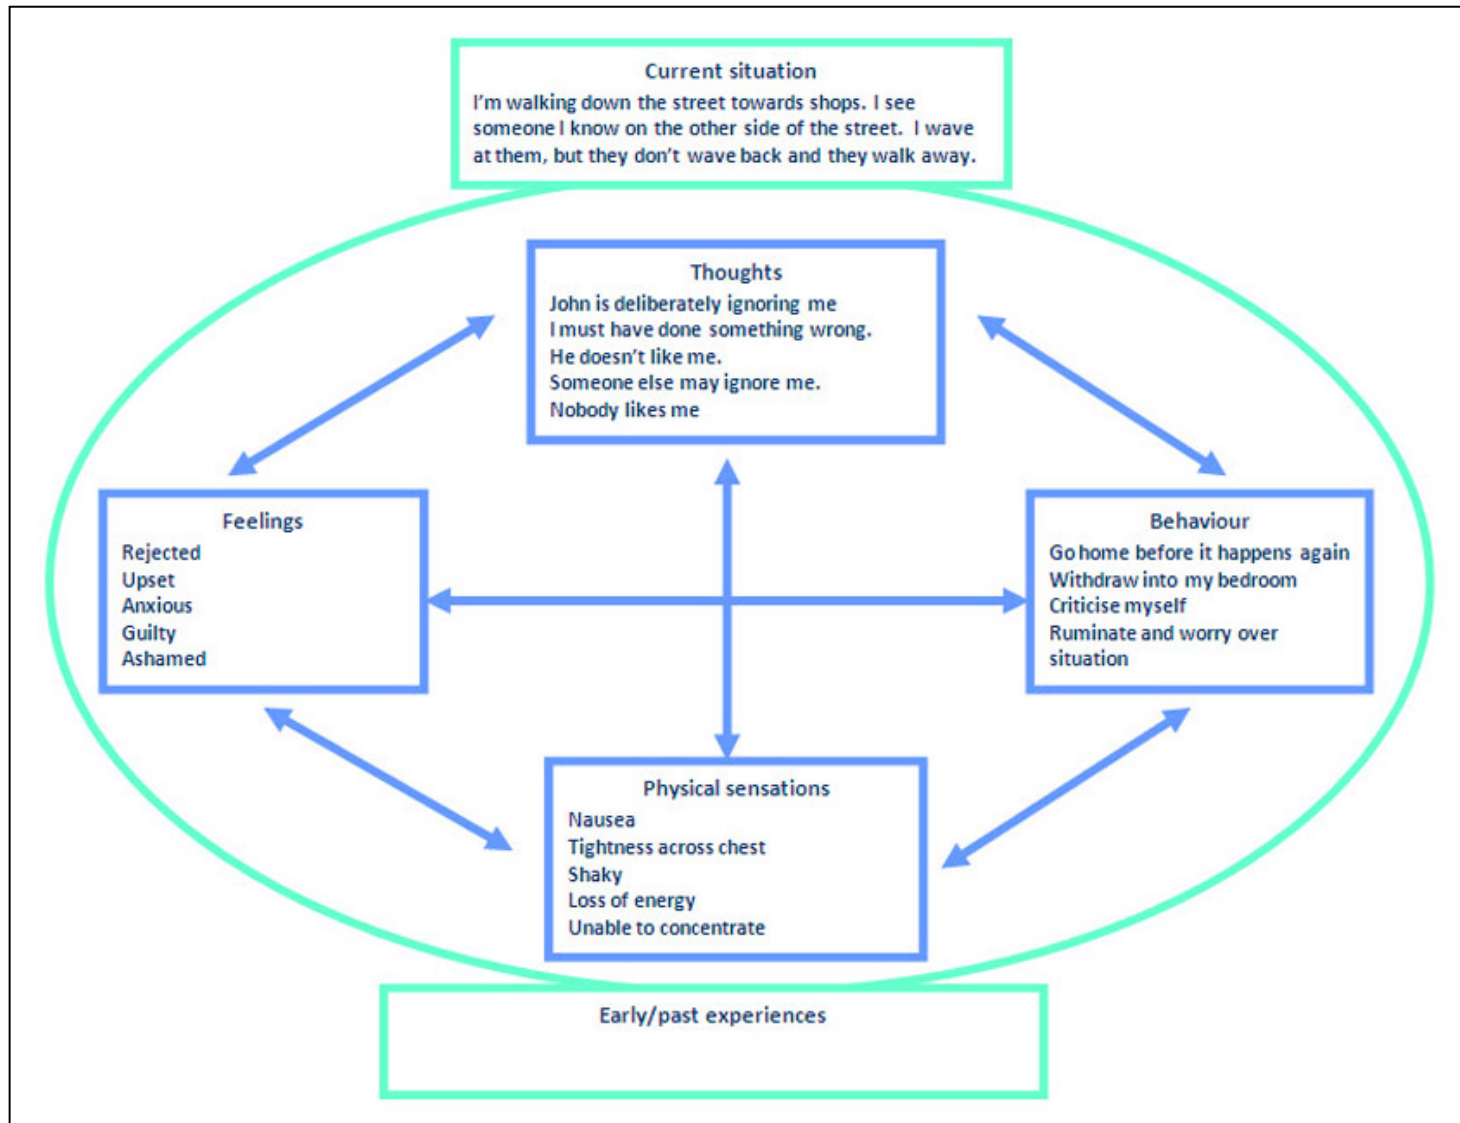 Current situation
I'm walking down the street towards shops. I see
someone I know on the other side of the street. I wave
at them, but they don't wave back and they walk away.
Thoughts
John is deliberately ignoring me
I must have done something wrong.
He doesn't like me.
Someone else may ignore me.
Nobody likes me
Feelings
Rejected
Upset
Anxious
Guilty
Ashamed
Behaviour
Go home before it happens again
Withdraw into my bedroom
Criticise myself
Ruminate and worry over
situation
Physical sensations
Nausea
Tightness across chest
Shaky
Loss of energy
Unable to concentrate
Early/past experiences